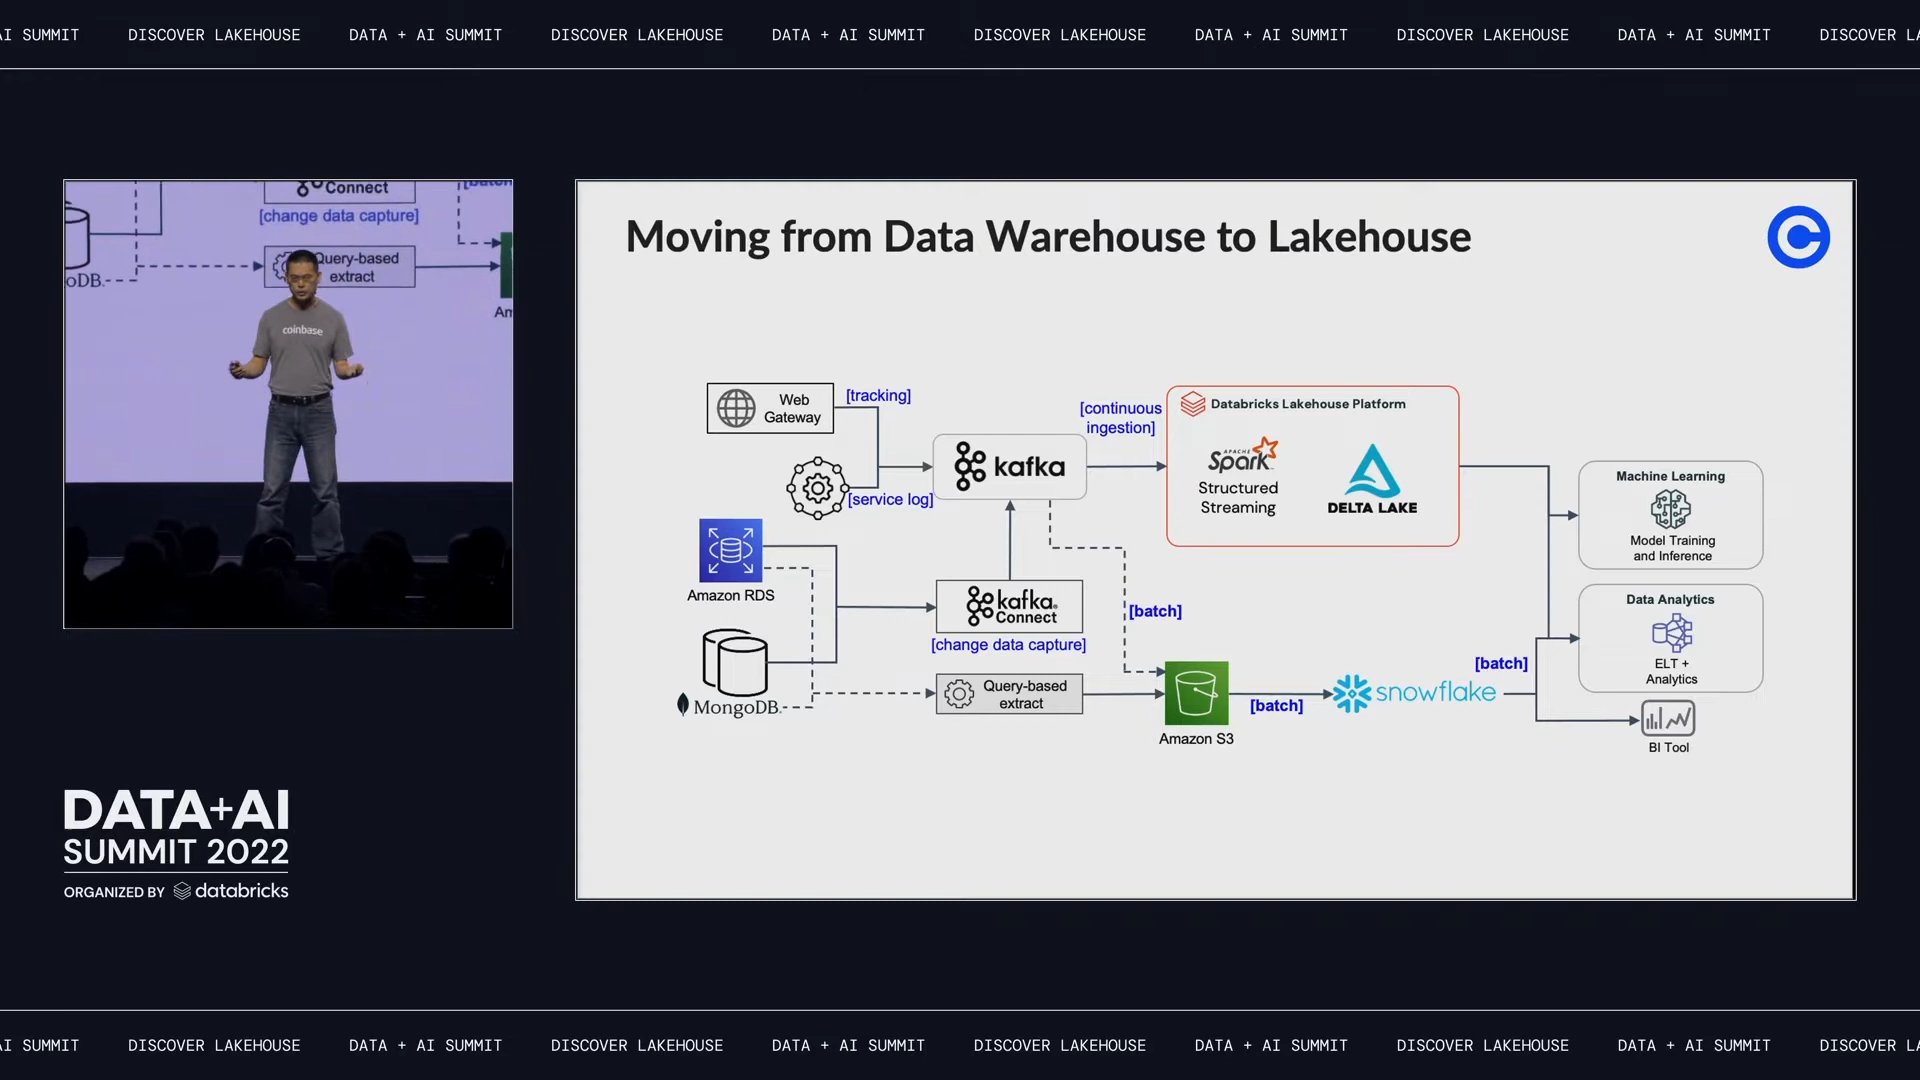 AI SUMMIT DISCOVER LAKEHOUSE DATA + AI SUMMIT DISCOVER LAKEHOUSE DATA + AI SUMMIT DISCOVER LAKEHOUSE DATA + AI SUMMIT DISCOVER LAKEHOUSE DATA + AI SUMMIT DISCOVER LA
Connect
[batch
[change data capture]
Query-based
extract
oDB.
Am
coinbase
DATA+AI
SUMMIT 2022
ORGANIZED BY databricks
Moving from Data Warehouse to Lakehouse
Web
Gateway
[tracking]
[service log]
kafka
[continuous
ingestion]
Databricks Lakehouse Platform
APACHE
Spark
Structured
Streaming
DELTA LAKE
Machine Learning
Model Training
and Inference
Amazon RDS
kafka
Connect
[change data capture]
[batch]
Data Analytics
ELT +
Analytics
MongoDB.
Query-based
extract
Amazon S3
[batch]
snowflake
[batch]
BI Tool
AI SUMMIT DISCOVER LAKEHOUSE DATA + AI SUMMIT DISCOVER LAKEHOUSE DATA + AI SUMMIT DISCOVER LAKEHOUSE DATA + AI SUMMIT DISCOVER LAKEHOUSE DATA + AI SUMMIT DISCOVER LA